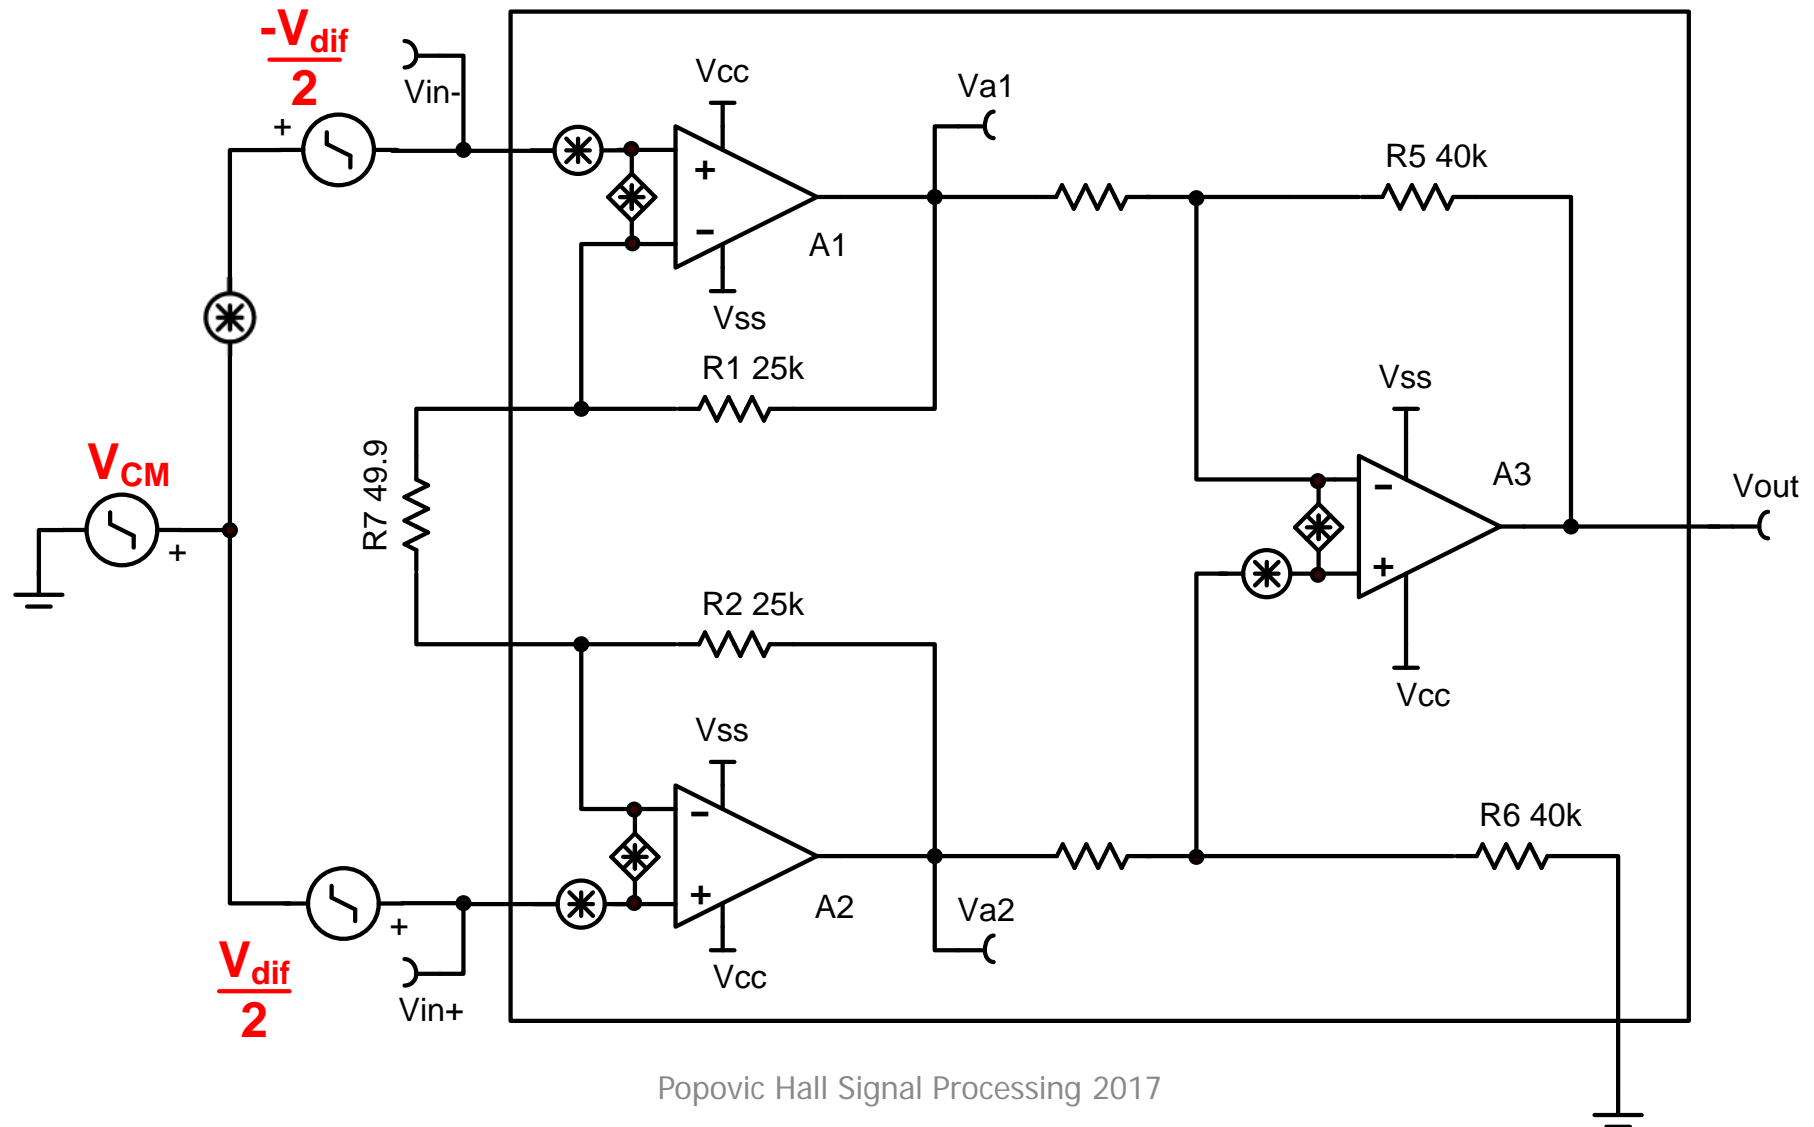 -Vdif
2
Vin-
Vcc
Va1
R5 40k
+
+
-
A1
Vss
R1 25k
Vss
VCM
R7 49.9
-
A3
Vout
+
+
R2 25k
Vcc
Vss
-
R6 40k
+
A2
Va2
+
Vdif
2
Vcc
Vin+
Popovic Hall Signal Processing 2017